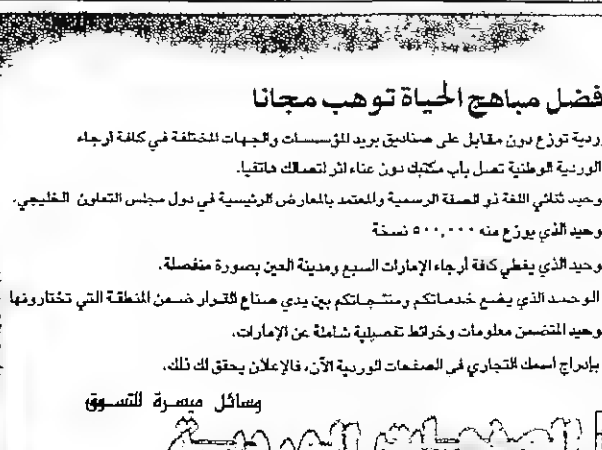 فضل مباهج الحياة توهب مجانا
وردية توزع دون مقابل على صناديق بريد المؤسسات والجهات المختلفة في كافة أرجاء
الوردية الوطنية تصل باب مكتبك دون عناء اثر اتصالك هاتفيا.
وحيد ثنائي اللغة ذو الصفة الرسمية والمعتمد بالمعارض الرئيسية في دول مجلس التعاون الخليجي.
وحيد الذي يوزع منه ٥٠٠,٠٠٠ نسخة
وحيد الذي يغطي كافة أرجاء الإمارات السبع ومدينة العين بصورة منفصلة.
الوحيد الذي يضع خدماتكم ومنتجاتكم بين يدي صناع القرار ضمن المنطقة التي تختارونها
وحيد المتضمن معلومات وخرائط تفصيلية شاملة عن الإمارات.
بإدراج اسمك التجاري في الصفحات الوردية الآن، فالإعلان يحقق لك ذلك.
وسائل ميسرة للتسوق